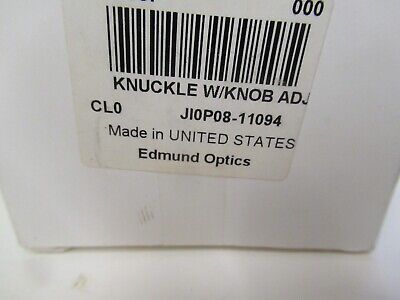 000
KNUCKLE W/KNOB ADJ
CL0 JI0P08-11094
Made in UNITED STATES
Edmund Optics